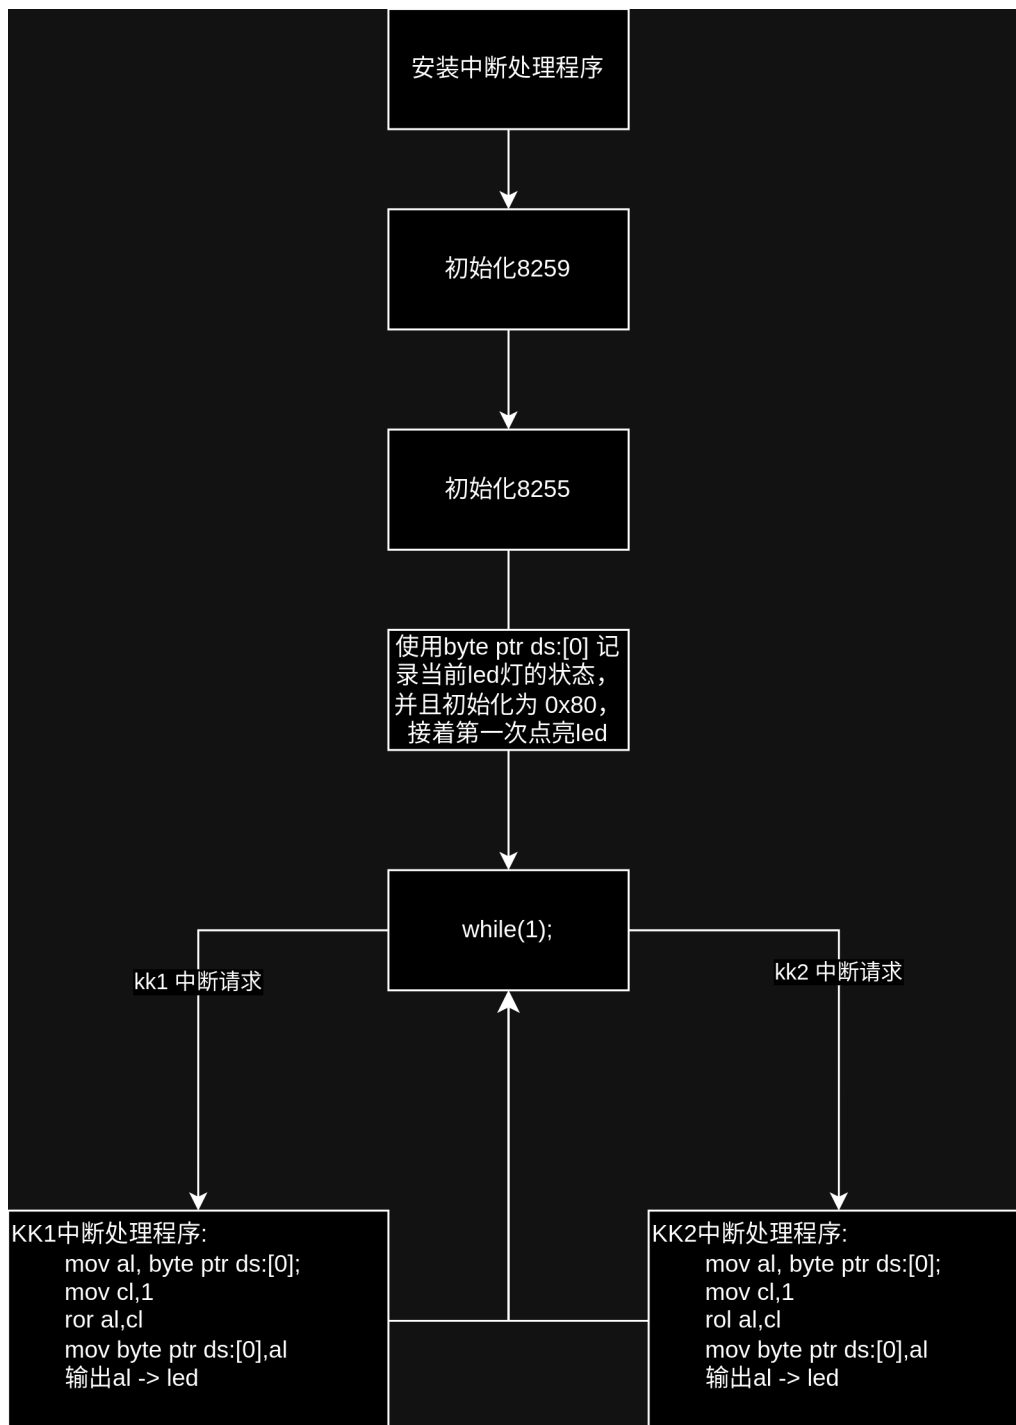 安装中断处理程序
初始化8259
初始化8255
使用byte ptr ds:[0] 记
录当前led灯的状态，
并且初始化为 0x80，
接着第一次点亮led
while(1);
kk1 中断请求
kk2 中断请求
KK1中断处理程序:
mov al, byte ptr ds:[0];
mov cl,1
ror al,cl
mov byte ptr ds:[0],al
输出al -> led
KK2中断处理程序:
mov al, byte ptr ds:[0];
mov cl,1
rol al,cl
mov byte ptr ds:[0],al
输出al -> led